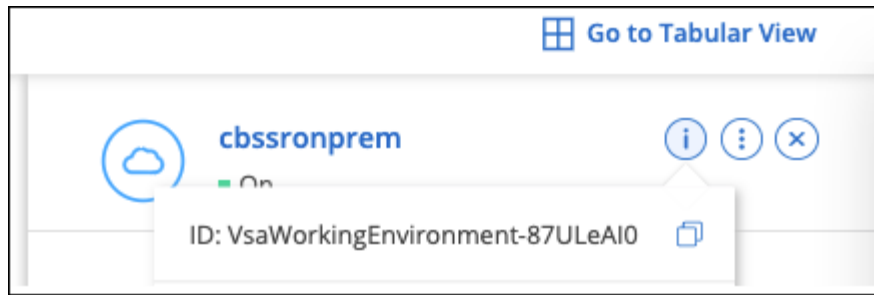 Go to Tabular View
cbssronprem
On
ID: VsaWorkingEnvironment-87ULeAI0